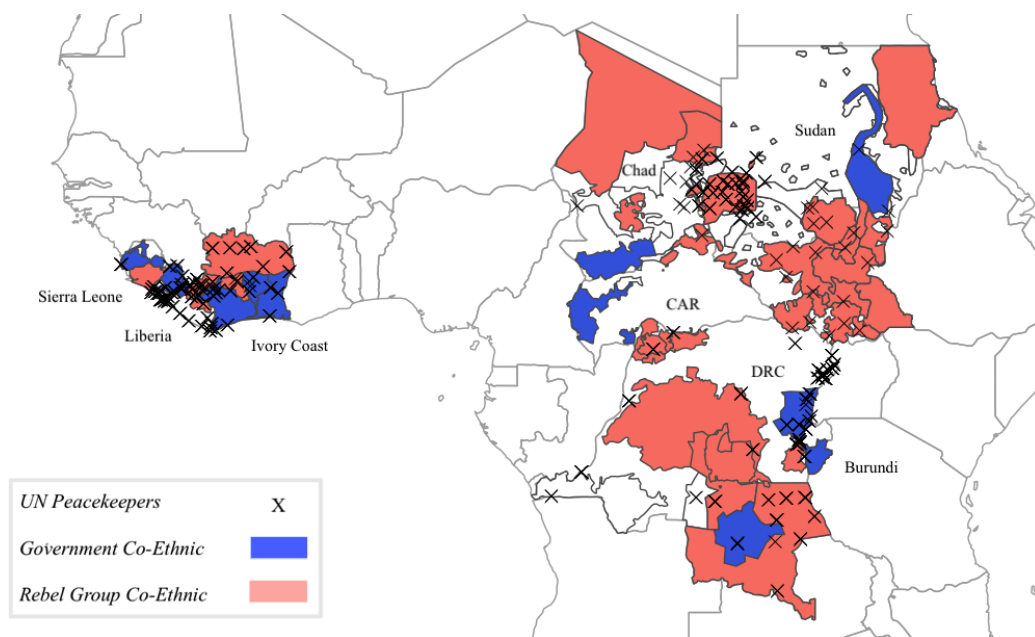 Sudan
Chad
Sierra Leone
CAR
Liberia
Ivory Coast
DRC
Burundi
UN Peacekeepers X
Government Co-Ethnic
Rebel Group Co-Ethnic